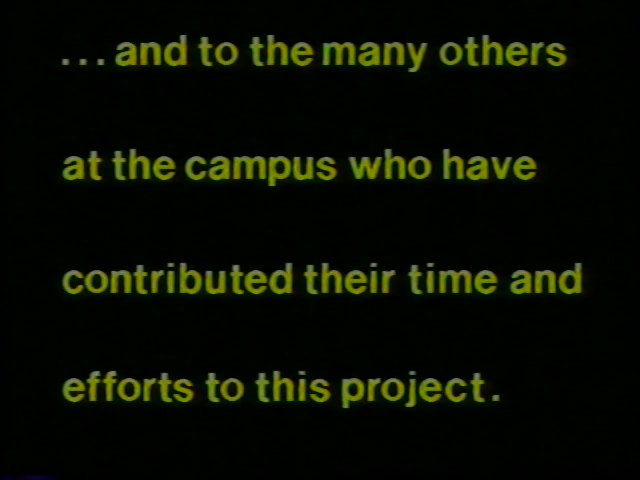 ...and to the many others
at the campus who have
contributed their time and
efforts to this project.